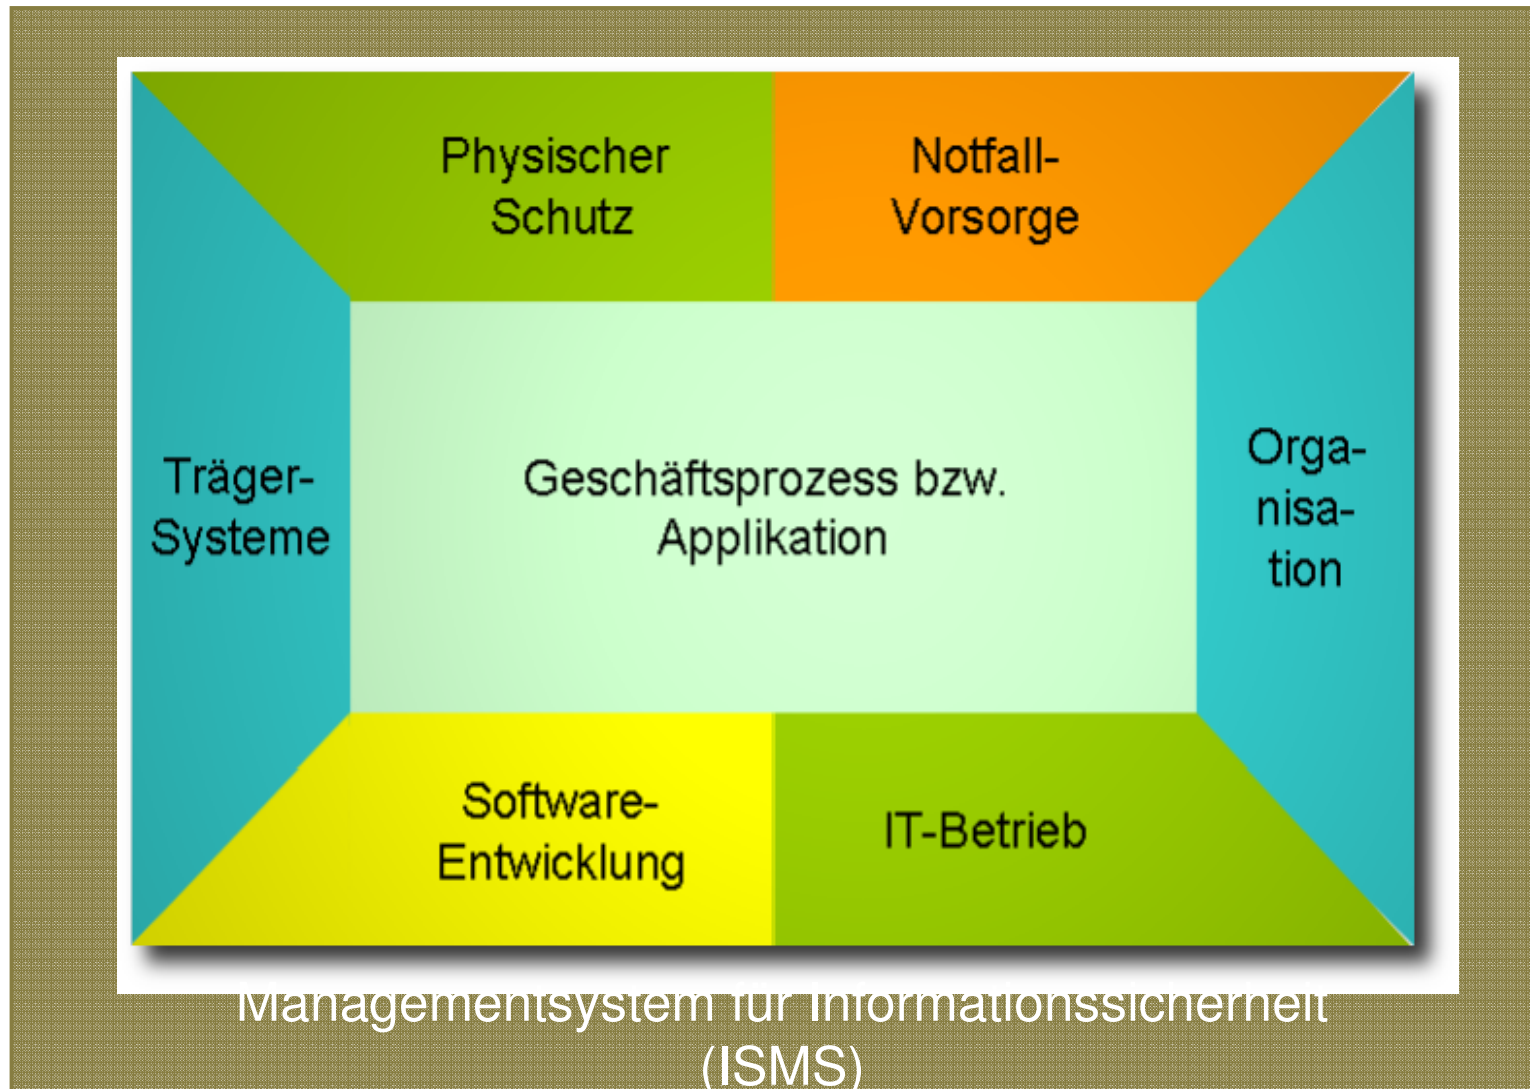 Physischer
Schutz
Notfall-
Vorsorge
Träger-
Systeme
Geschäftsprozess bzw.
Applikation
Orga-
nisa-
tion
Software-
Entwicklung
IT-Betrieb
Managementsystem für Informationssicherheit
(ISMS)